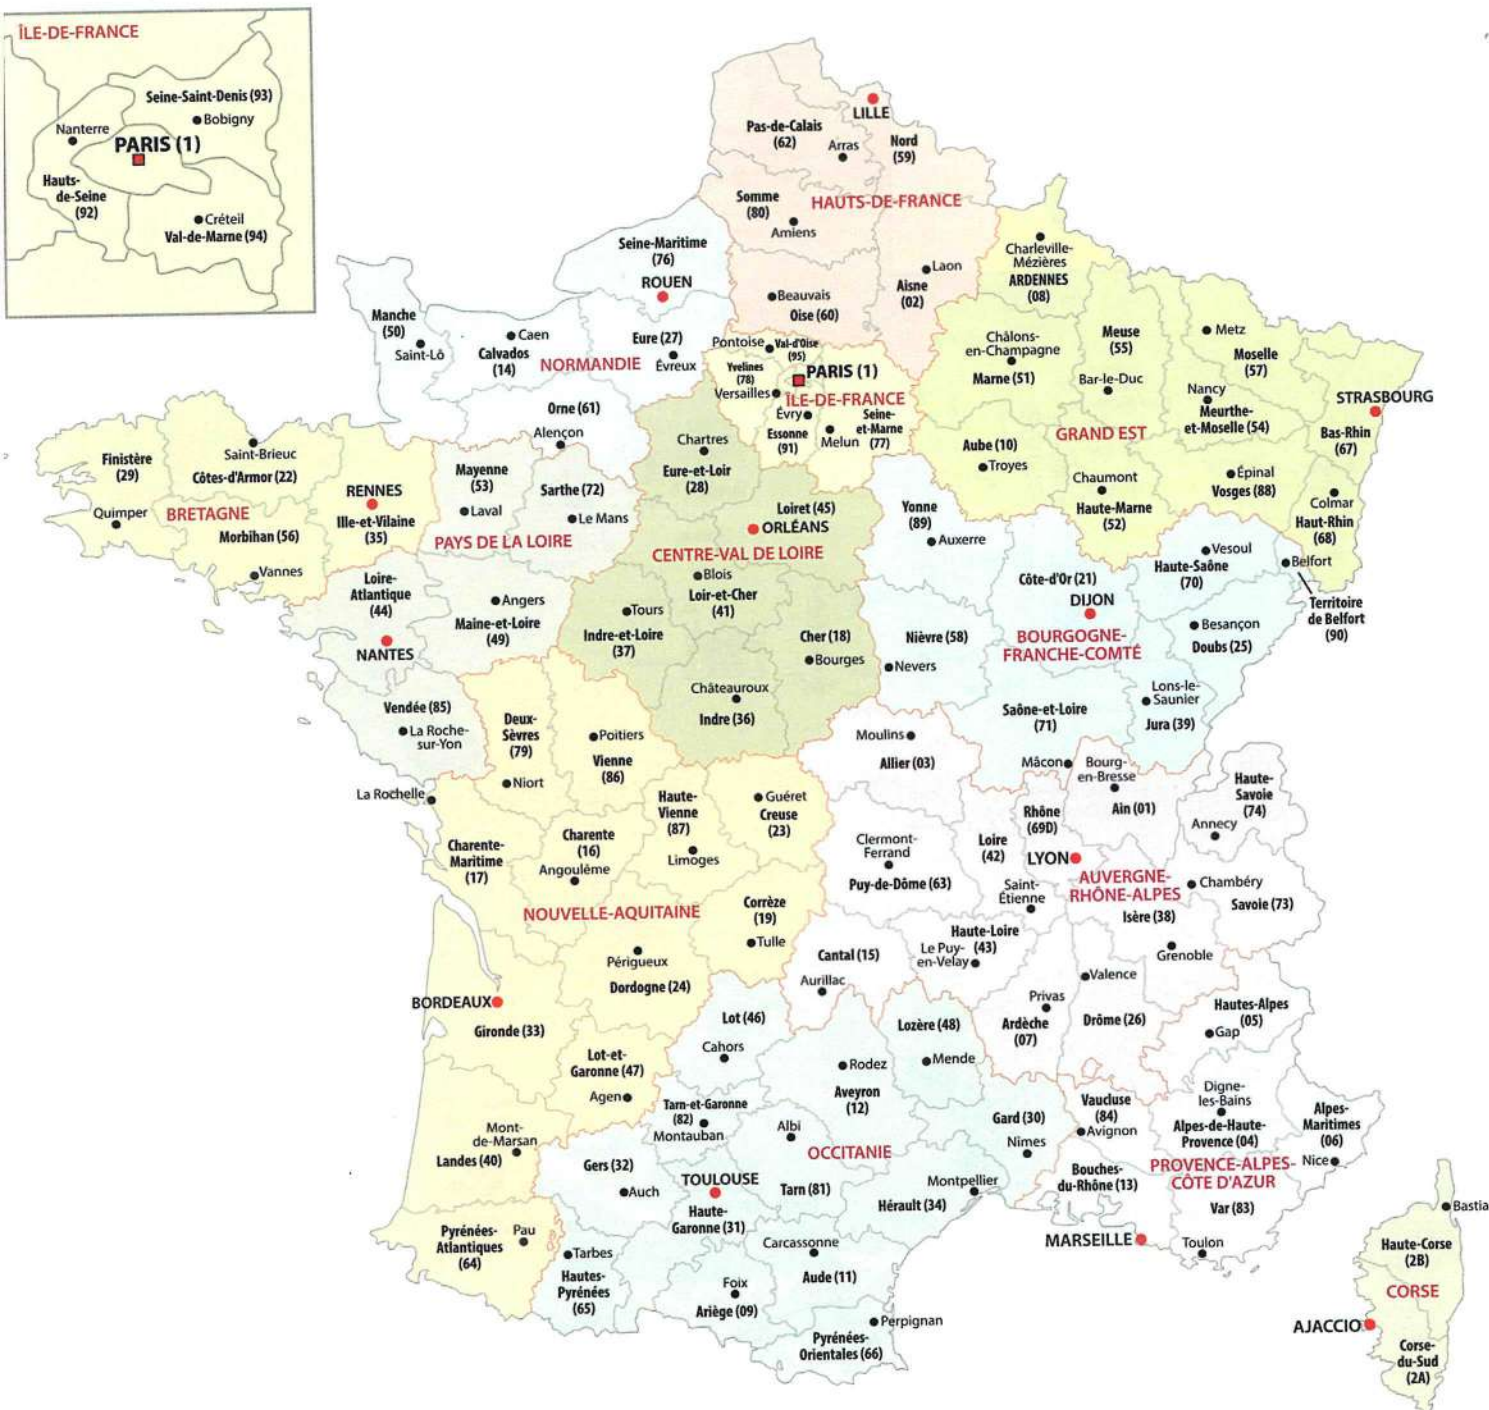 ÎLE-DE-FRANCE
Seine-Saint-Denis (93)
Bobigny
Nanterre
PARIS (1)
Hauts-
de-Seine
(92)
Créteil
Val-de-Marne (94)
LILLE
Pas-de-Calais
(62)
Arras
Nord
(59)
Somme
(80)
HAUTS-DE-FRANCE
Amiens
Laon
Aisne
(02)
Beauvais
Oise (60)
Seine-Maritime
(76)
ROUEN
Manche
(50)
Saint-Lô
Caen
Calvados
(14)
NORMANDIE
Eure (27)
Évreux
Orne (61)
Alençon
Pontoise
Val-d'Oise
(95)
Yvelines
(78)
Versailles
PARIS (1)
ÎLE-DE-FRANCE
Évry
Essonne
(91)
Melun
Seine-
et-Marne
(77)
Charleville-
Mézières
ARDENNES
(08)
Châlons-
en-Champagne
Marne (51)
Meuse
(55)
Bar-le-Duc
Metz
Moselle
(57)
Nancy
Meurthe-
et-Moselle (54)
STRASBOURG
Bas-Rhin
(67)
GRAND EST
Aube (10)
Troyes
Chaumont
Haute-Marne
(52)
Épinal
Vosges (88)
Colmar
Haut-Rhin
(68)
Finistère
(29)
Quimper
Saint-Brieuc
Côtes-d'Armor (22)
BRETAGNE
Morbihan (56)
Vannes
RENNES
Ille-et-Vilaine
(35)
Mayenne
(53)
Laval
Sarthe (72)
Le Mans
PAYS DE LA LOIRE
Loire-
Atlantique
(44)
NANTES
Angers
Maine-et-Loire
(49)
Vendée (85)
La Roche-
sur-Yon
Chartres
Eure-et-Loir
(28)
Loiret (45)
ORLÉANS
CENTRE-VAL DE LOIRE
Blois
Loir-et-Cher
(41)
Tours
Indre-et-Loire
(37)
Cher (18)
Bourges
Châteauroux
Indre (36)
Yonne
(89)
Auxerre
Côte-d'Or (21)
DIJON
Vesoul
Haute-Saône
(70)
Belfort
Territoire
de Belfort
(90)
Besançon
Doubs (25)
BOURGOGNE-
FRANCHE-COMTÉ
Nièvre (58)
Nevers
Saône-et-Loire
(71)
Mâcon
Lons-le-
Saunier
Jura (39)
Deux-
Sèvres
(79)
Niort
Poitiers
Vienne
(86)
La Rochelle
Charente-
Maritime
(17)
Charente
(16)
Angoulême
Haute-
Vienne
(87)
Limoges
Guéret
Creuse
(23)
NOUVELLE-AQUITAINE
Corrèze
(19)
Tulle
Périgueux
Dordogne (24)
BORDEAUX
Gironde (33)
Lot-et-
Garonne (47)
Agen
Mont-
de-Marsan
Landes (40)
Pyrénées-
Atlantiques
(64)
Pau
Moulins
Allier (03)
Clermont-
Ferrand
Puy-de-Dôme (63)
Loire
(42)
Saint-
Étienne
Rhône
(69D)
LYON
Bourg-
en-Bresse
Ain (01)
Haute-
Savoie
(74)
Annecy
AUVERGNE-
RHÔNE-ALPES
Chambéry
Savoie (73)
Isère (38)
Grenoble
Cantal (15)
Aurillac
Haute-Loire
(43)
Le Puy-
en-Velay
Privas
Ardèche
(07)
Valence
Drôme (26)
Lot (46)
Cahors
Rodez
Aveyron
(12)
Lozère (48)
Mende
Tarn-et-Garonne
(82)
Montauban
Albi
Tarn (81)
OCCITANIE
Gard (30)
Nîmes
Gers (32)
Auch
TOULOUSE
Haute-
Garonne (31)
Hérault (34)
Montpellier
Tarbes
Hautes-
Pyrénées
(65)
Foix
Ariège (09)
Carcassonne
Aude (11)
Perpignan
Pyrénées-
Orientales (66)
Hautes-Alpes
(05)
Gap
Vaucluse
(84)
Avignon
Digne-
les-Bains
Alpes-de-Haute-
Provence (04)
Alpes-
Maritimes
(06)
Nice
Bouches-
du-Rhône (13)
PROVENCE-ALPES-
CÔTE D'AZUR
Var (83)
MARSEILLE
Toulon
Bastia
Haute-Corse
(2B)
CORSE
AJACCIO
Corse-
du-Sud
(2A)